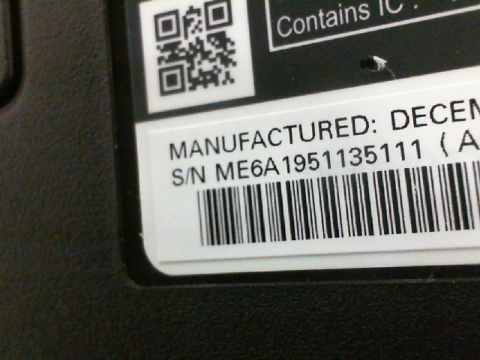 Contains IC :
MANUFACTURED: DECEM
S/N ME6A1951135111 (A